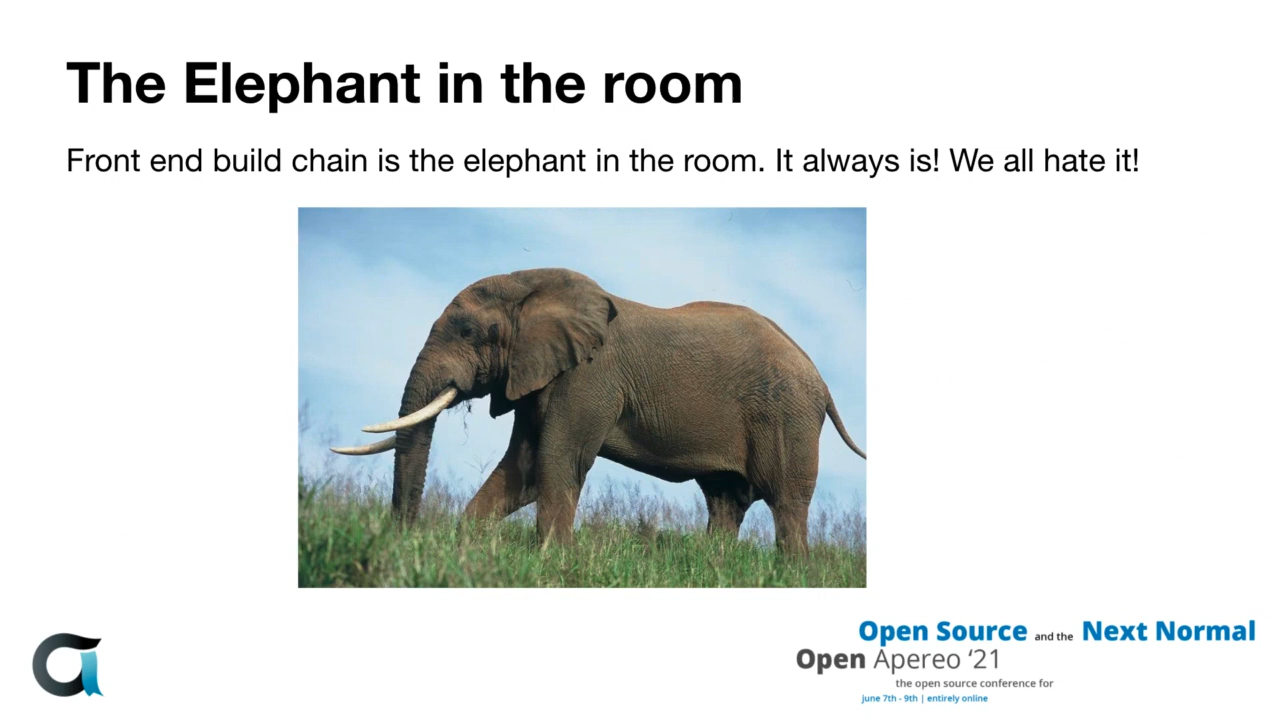 The Elephant in the room
Front end build chain is the elephant in the room. It always is! We all hate it!
Open Source and the Next Normal
Open Apereo ‘21
the open source conference for
june 7th - 9th | entirely online